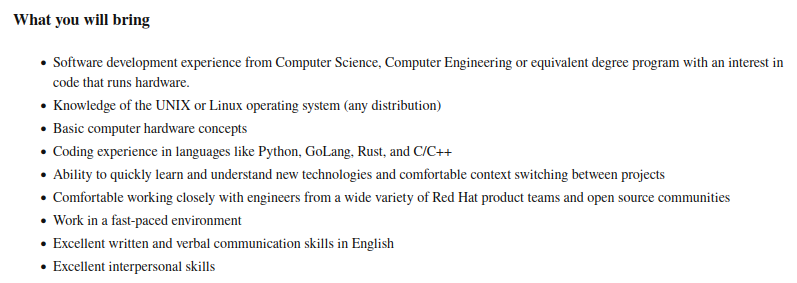 What you will bring
• Software development experience from Computer Science, Computer Engineering or equivalent degree program with an interest in
code that runs hardware.
• Knowledge of the UNIX or Linux operating system (any distribution)
• Basic computer hardware concepts
• Coding experience in languages like Python, GoLang, Rust, and C/C++
• Ability to quickly learn and understand new technologies and comfortable context switching between projects
• Comfortable working closely with engineers from a wide variety of Red Hat product teams and open source communities
• Work in a fast-paced environment
• Excellent written and verbal communication skills in English
• Excellent interpersonal skills